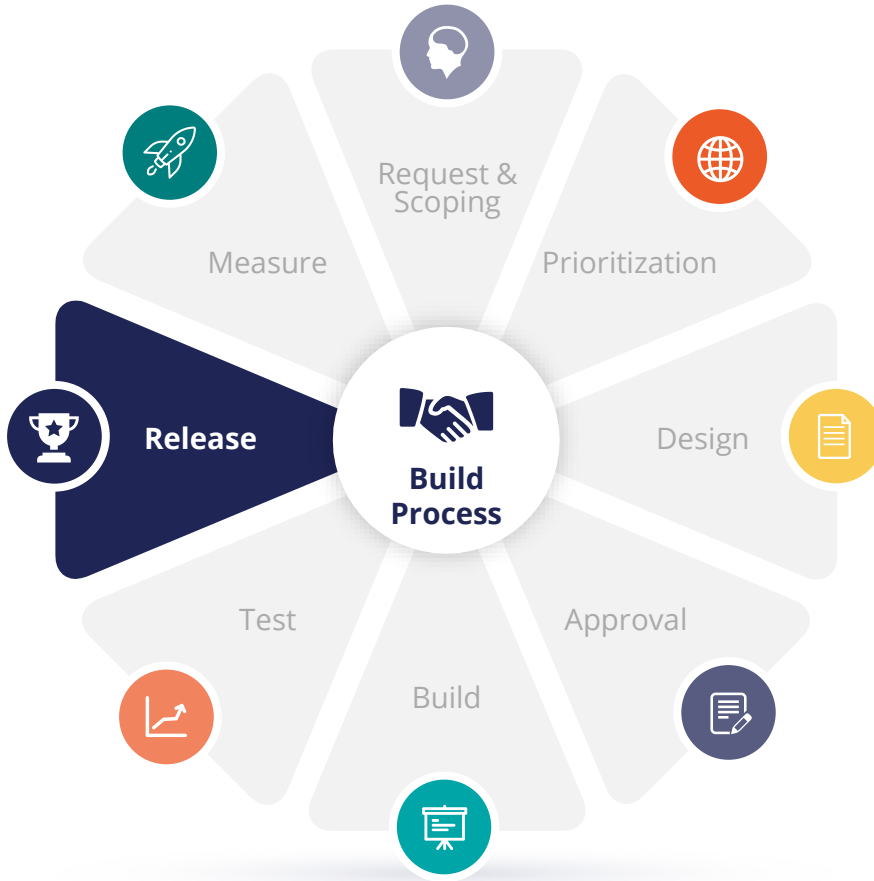 Request &
Scoping
Prioritization
Design
Approval
Build
Test
Release
Measure
Build
Process